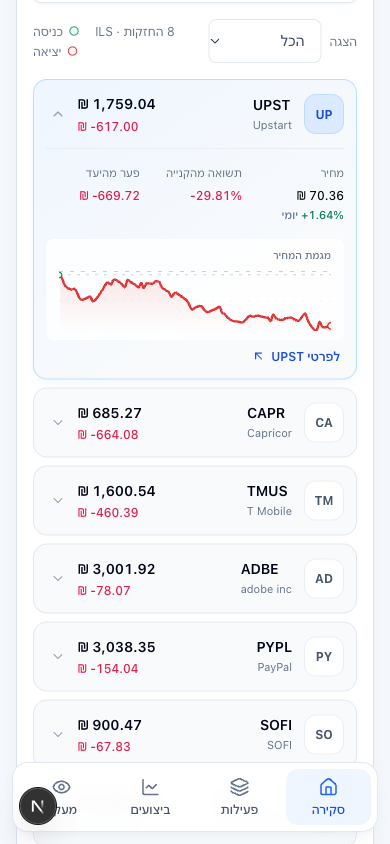 הצגה
הכל
8 החזקות · ILS
כניסה
יציאה
UP
UPST
Upstart
₪ 1,759.04
₪ -617.00
מחיר
₪ 70.36
+1.64% יומי
תשואה מהקנייה
-29.81%
פער מהיעד
₪ -669.72
מגמת המחיר
לפרטי UPST
CA
CAPR
Capricor
₪ 685.27
₪ -664.08
TM
TMUS
T Mobile
₪ 1,600.54
₪ -460.39
AD
ADBE
adobe inc
₪ 3,001.92
₪ -78.07
PY
PYPL
PayPal
₪ 3,038.35
₪ -154.04
SO
SOFI
SOFI
₪ 900.47
₪ -67.83
סקירה
פעילות
ביצועים
N